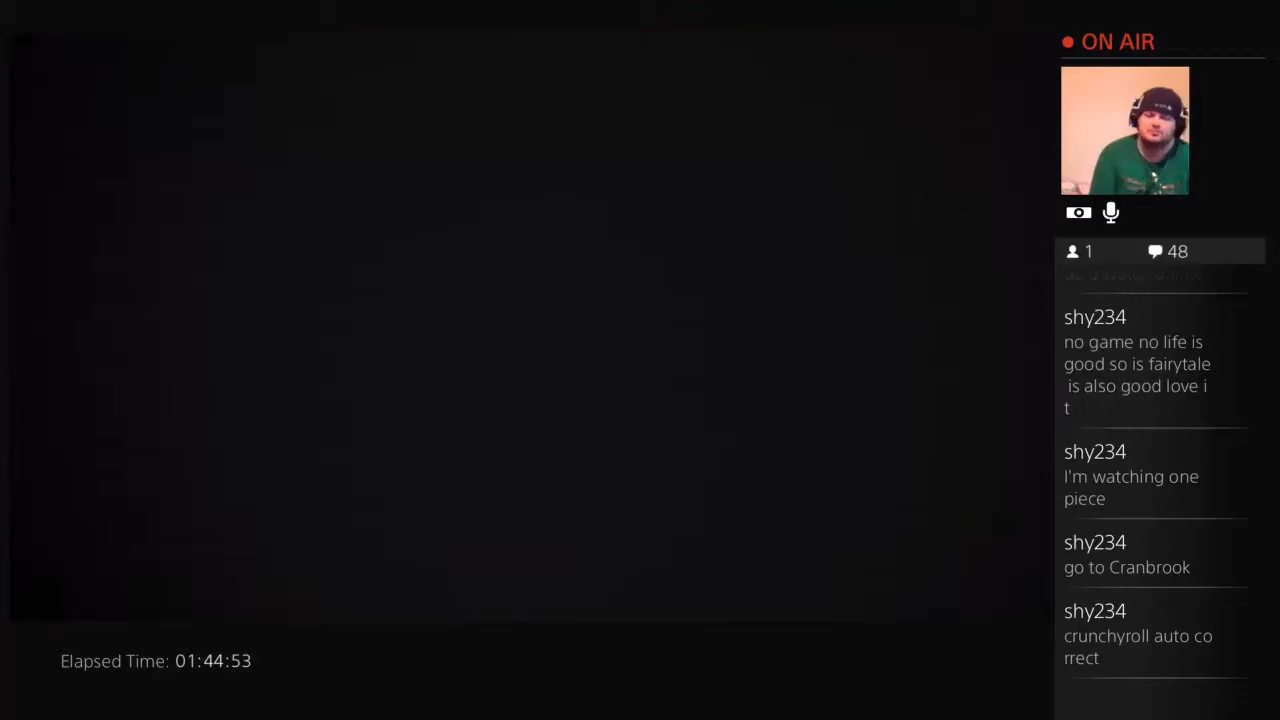 ON AIR
1 48
shy234
no game no life is
good so is fairytale
is also good love i
t
shy234
I'm watching one
piece
shy234
go to Cranbrook
shy234
crunchyroll auto co
rrect
Elapsed Time: 01:44:53